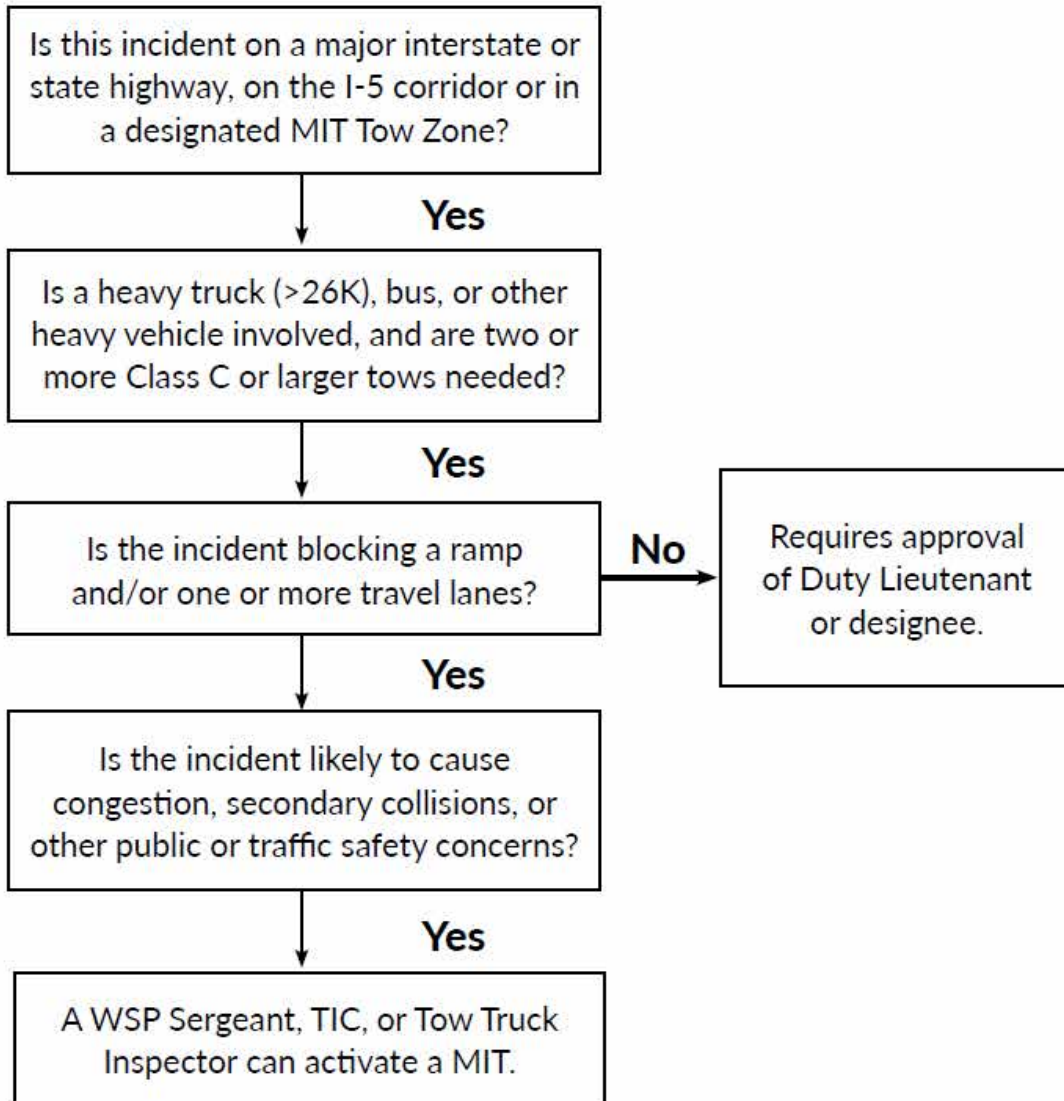 Is this incident on a major interstate or
state highway, on the I-5 corridor or in
a designated MIT Tow Zone?
Yes
Is a heavy truck (>26K), bus, or other
heavy vehicle involved, and are two or
more Class C or larger tows needed?
Yes
Is the incident blocking a ramp
and/or one or more travel lanes?
No
Requires approval
of Duty Lieutenant
or designee.
Yes
Is the incident likely to cause
congestion, secondary collisions, or
other public or traffic safety concerns?
Yes
A WSP Sergeant, TIC, or Tow Truck
Inspector can activate a MIT.